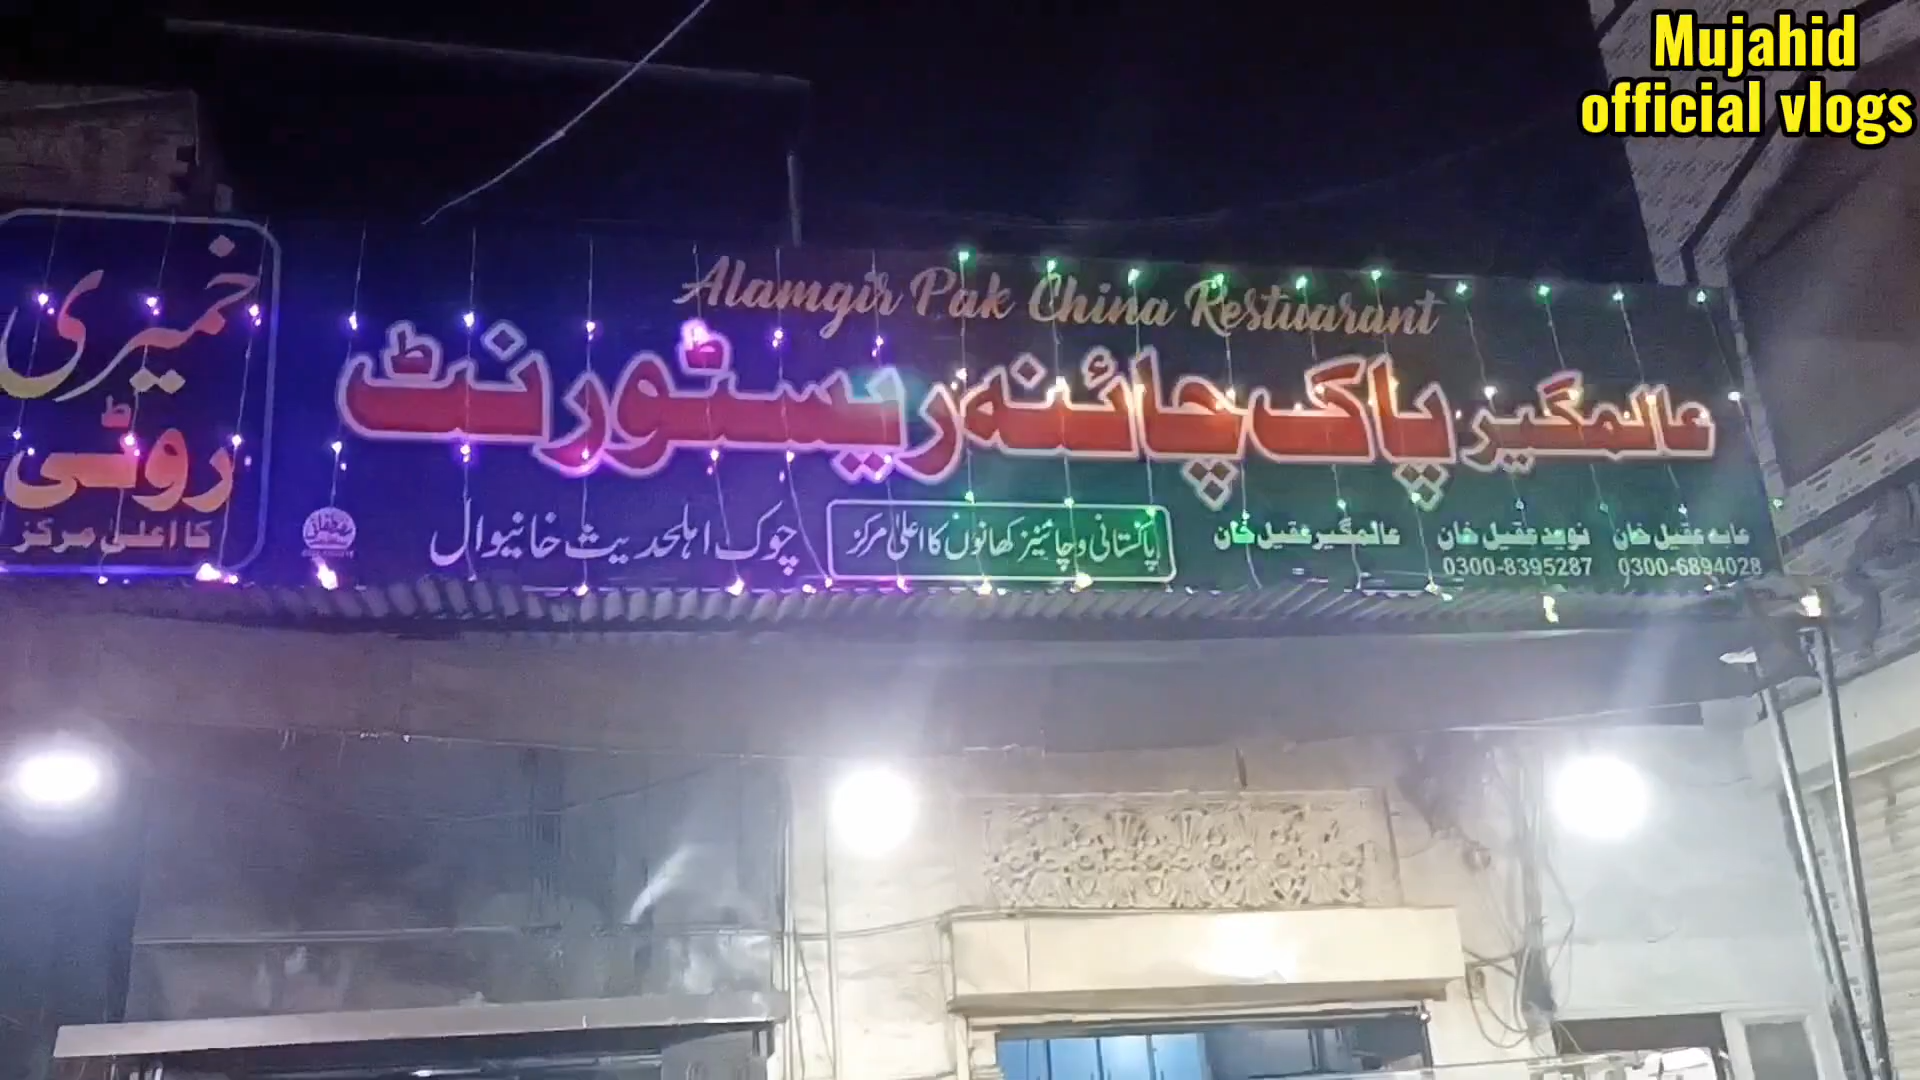 Mujahid
official vlogs
Alamgir Pak China Restuarant
عالمگیر پاک چائنہ ریسٹورنٹ
خمیری
روٹی
کا اعلیٰ مرکز
چوک اہلحدیث خانیوال
پاکستانی و چائنیز کھانوں کا اعلیٰ مرکز
عالمگیر عقیل خان
نوید عقیل خان
0300-8395287
عقیل خان
0300-6894028